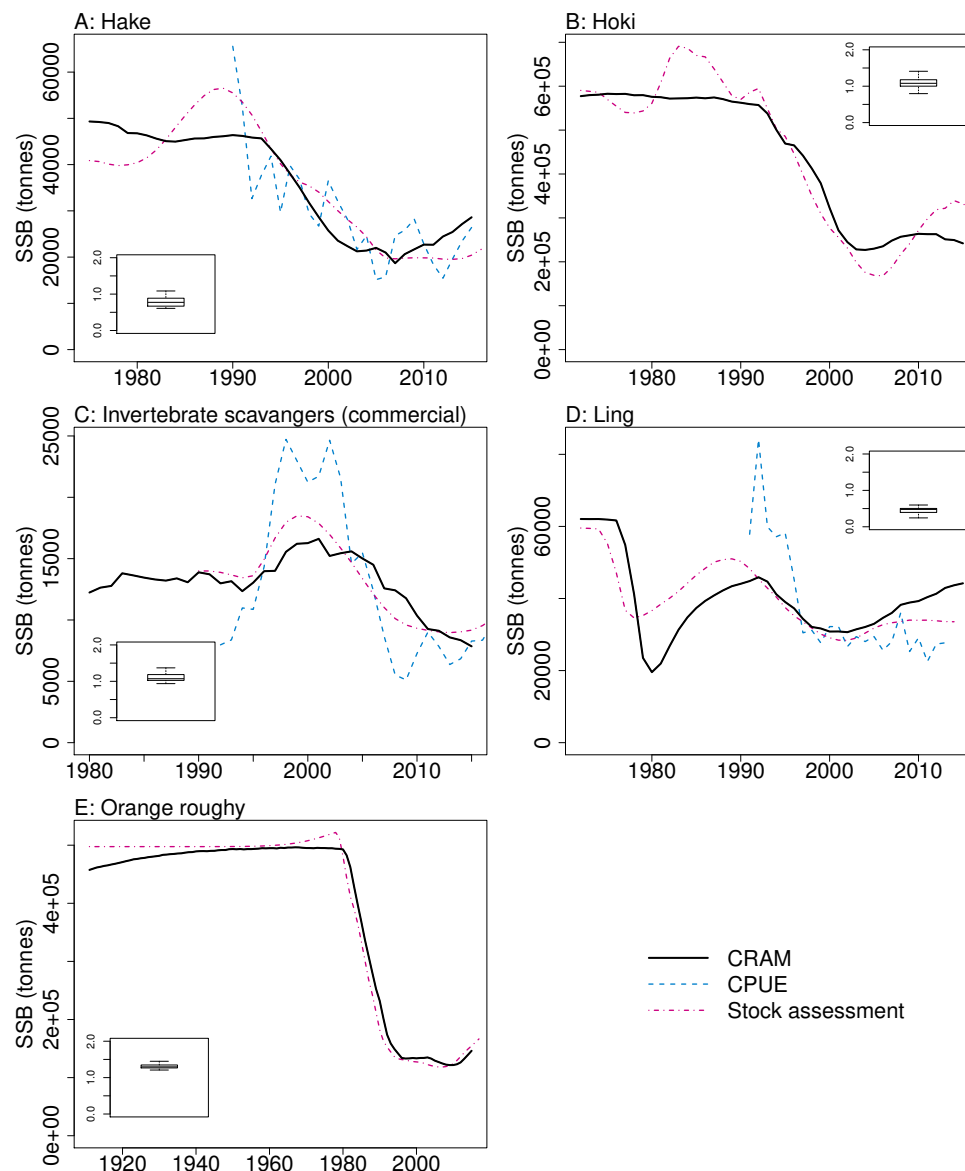 A: Hake
SSB (tonnes)
0
20000
40000
60000
1980
1990
2000
2010
0.0
1.0
2.0
B: Hoki
SSB (tonnes)
0e+00
2e+05
4e+05
6e+05
1980
1990
2000
2010
0.0
1.0
2.0
C: Invertebrate scavangers (commercial)
SSB (tonnes)
0
5000
15000
25000
1980
1990
2000
2010
0.0
1.0
2.0
D: Ling
SSB (tonnes)
0
20000
60000
1980
1990
2000
2010
0.0
1.0
2.0
E: Orange roughy
SSB (tonnes)
0e+00
2e+05
4e+05
1920
1940
1960
1980
2000
0.0
1.0
2.0
CRAM
CPUE
Stock assessment